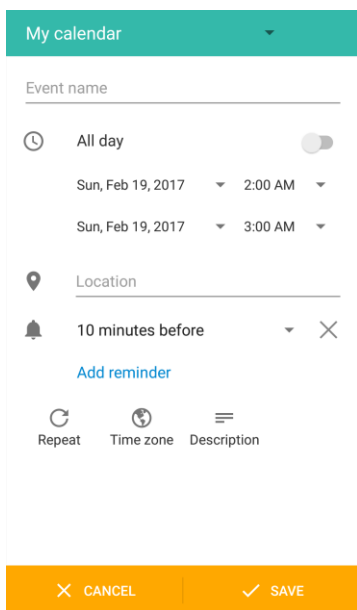 My calendar
Event name
All day
Sun, Feb 19, 2017 2:00 AM
Sun, Feb 19, 2017 3:00 AM
Location
10 minutes before
Add reminder
Repeat Time zone Description
CANCEL SAVE